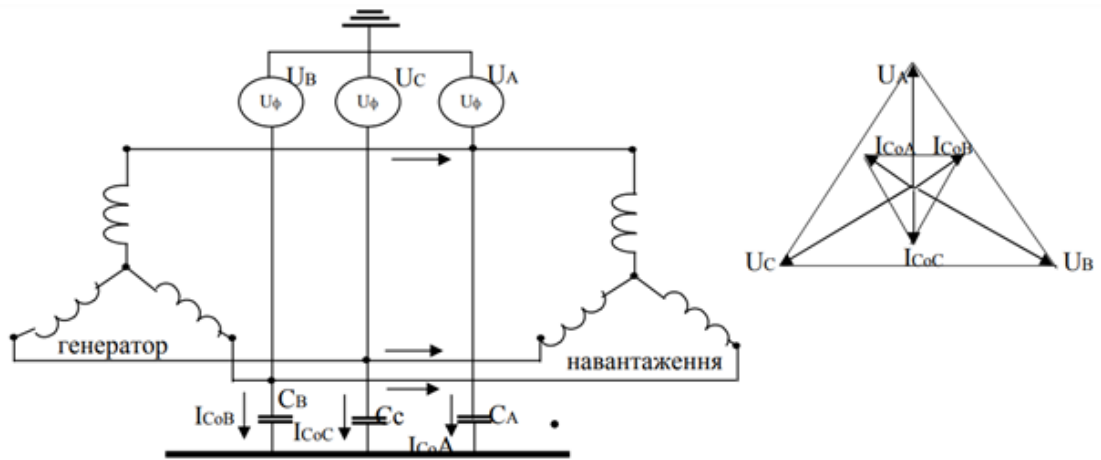 UB UC UA
Uф Uф Uф
генератор
навантаження
CB Cc CA
ICoB ICoC ICoA
UA
ICoA ICoB
ICoC
UC UB